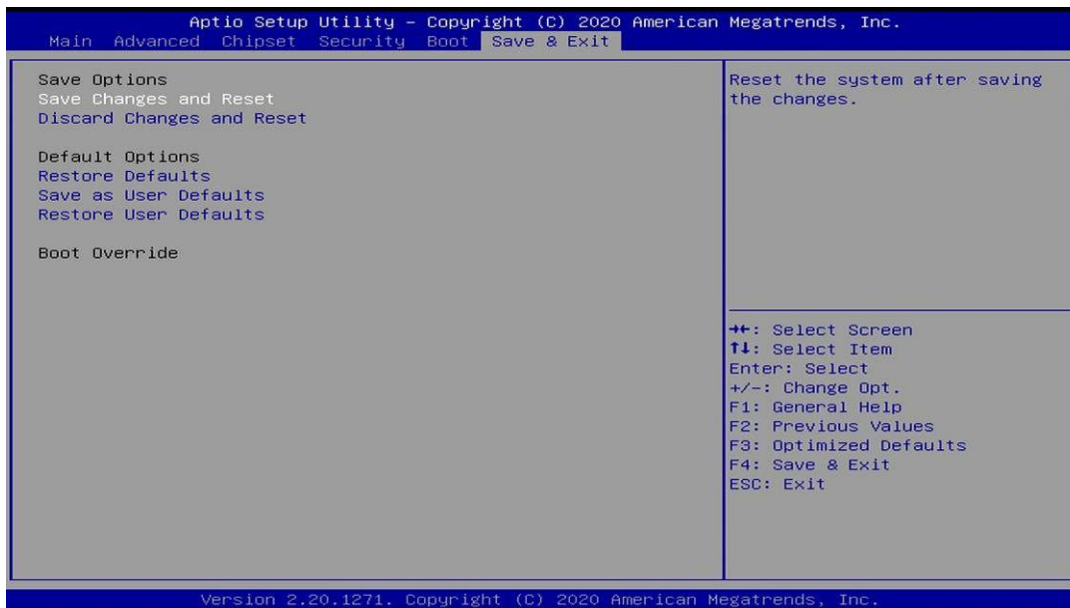 Aptio Setup Utility – Copyright (C) 2020 American Megatrends, Inc.
Main Advanced Chipset Security Boot Save & Exit
Save Options
Save Changes and Reset
Discard Changes and Reset
Default Options
Restore Defaults
Save as User Defaults
Restore User Defaults
Boot Override
Reset the system after saving
the changes.
→←: Select Screen
↑↓: Select Item
Enter: Select
+/-: Change Opt.
F1: General Help
F2: Previous Values
F3: Optimized Defaults
F4: Save & Exit
ESC: Exit
Version 2.20.1271. Copyright (C) 2020 American Megatrends, Inc.